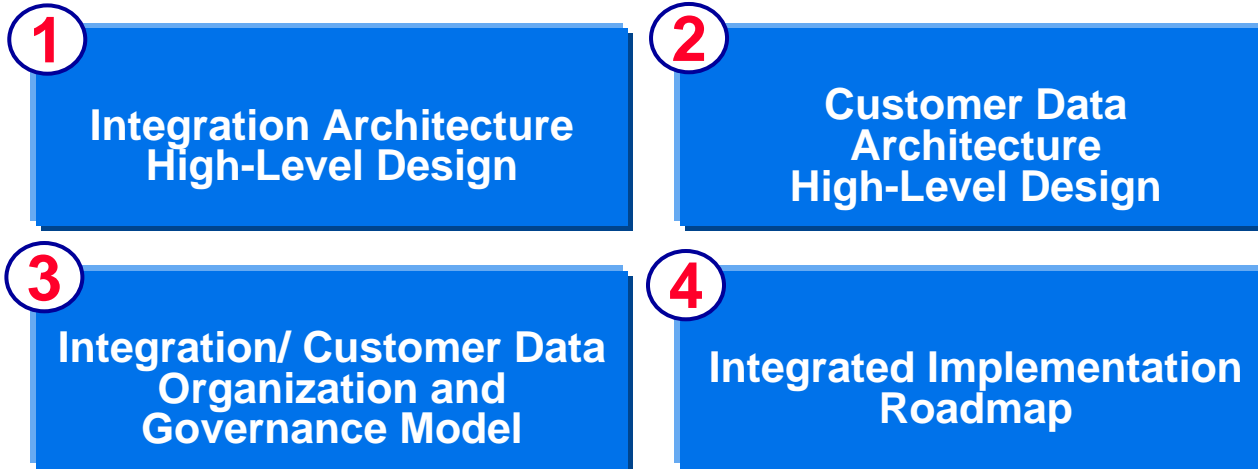 1
Integration Architecture
High-Level Design
2
Customer Data
Architecture
High-Level Design
3
Integration/ Customer Data
Organization and
Governance Model
4
Integrated Implementation
Roadmap